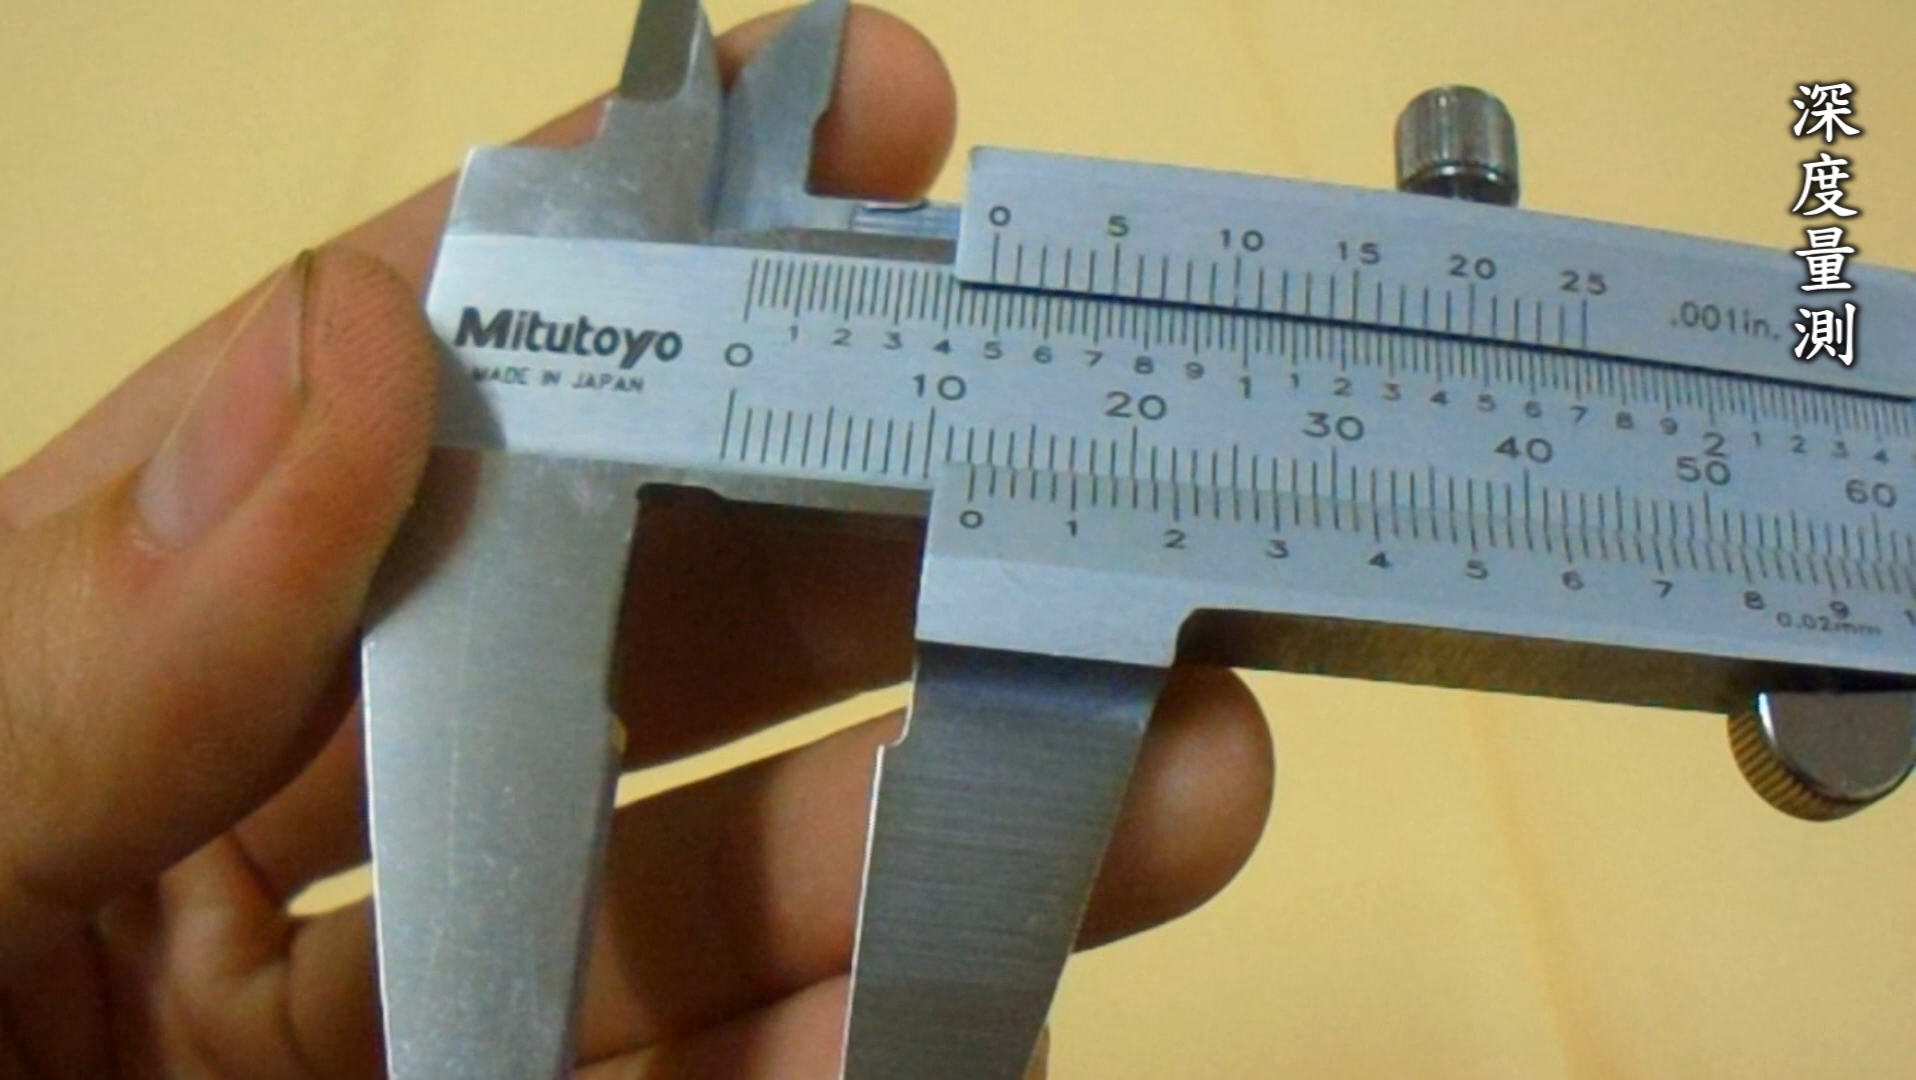 深度量測
0 5 10 15 20 25 .001in.
Mitutoyo
MADE IN JAPAN
1 2 3 4 5 6 7 8 9 1 1 2 3 4 5 6 7 8 9 2 1 2 3 4
0 10 20 30 40 50 60
0 1 2 3 4 5 6 7 8 9
0.02mm